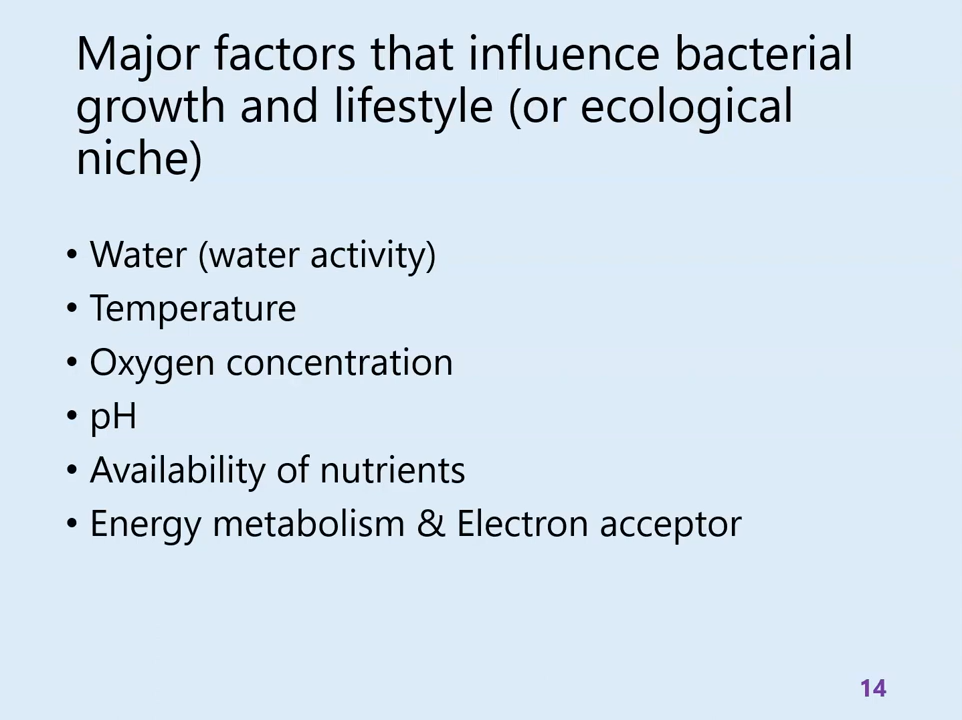 Major factors that influence bacterial
growth and lifestyle (or ecological
niche)
• Water (water activity)
• Temperature
• Oxygen concentration
• pH
• Availability of nutrients
• Energy metabolism & Electron acceptor
14